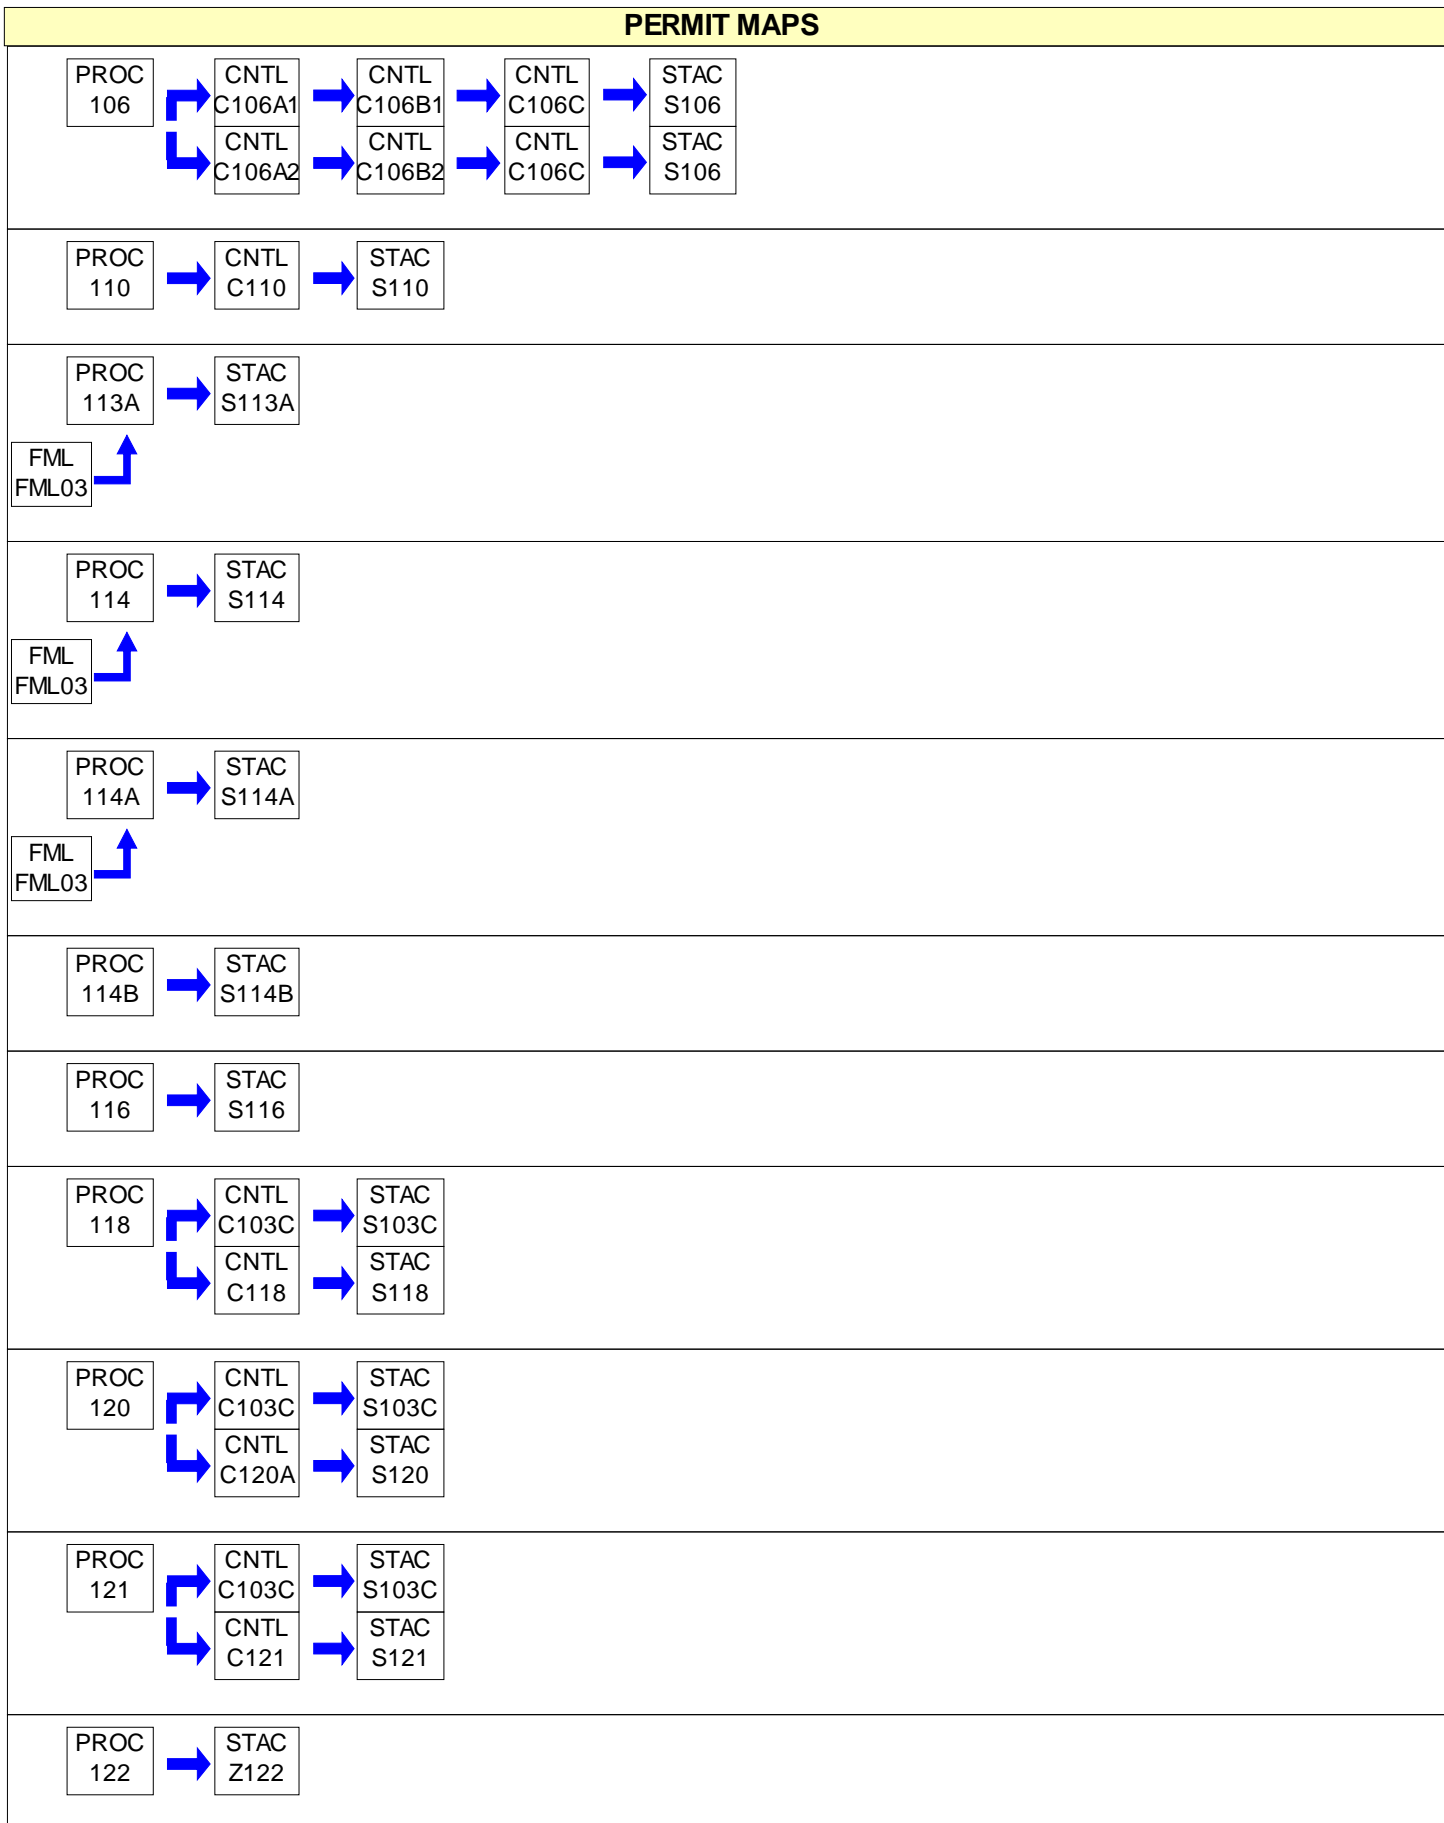 PERMIT MAPS
PROC
106
CNTL
C106A1
CNTL
C106B1
CNTL
C106C
STAC
S106
CNTL
C106A2
CNTL
C106B2
CNTL
C106C
STAC
S106
PROC
110
CNTL
C110
STAC
S110
PROC
113A
STAC
S113A
FML
FML03
PROC
114
STAC
S114
FML
FML03
PROC
114A
STAC
S114A
FML
FML03
PROC
114B
STAC
S114B
PROC
116
STAC
S116
PROC
118
CNTL
C103C
STAC
S103C
CNTL
C118
STAC
S118
PROC
120
CNTL
C103C
STAC
S103C
CNTL
C120A
STAC
S120
PROC
121
CNTL
C103C
STAC
S103C
CNTL
C121
STAC
S121
PROC
122
STAC
Z122